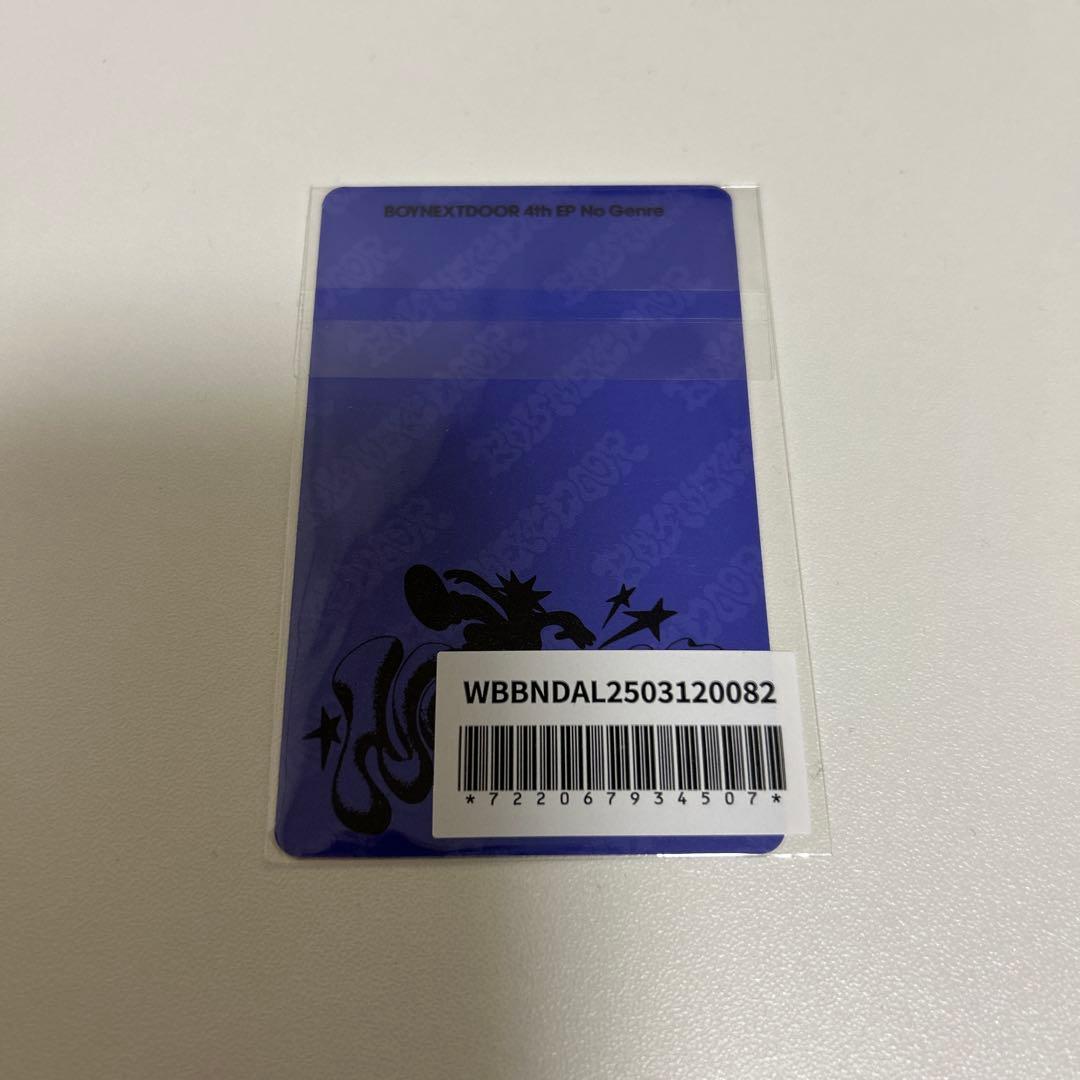 BOYNEXTDOOR 4th EP No Genre
WBBNDAL2503120082
*722067934507*